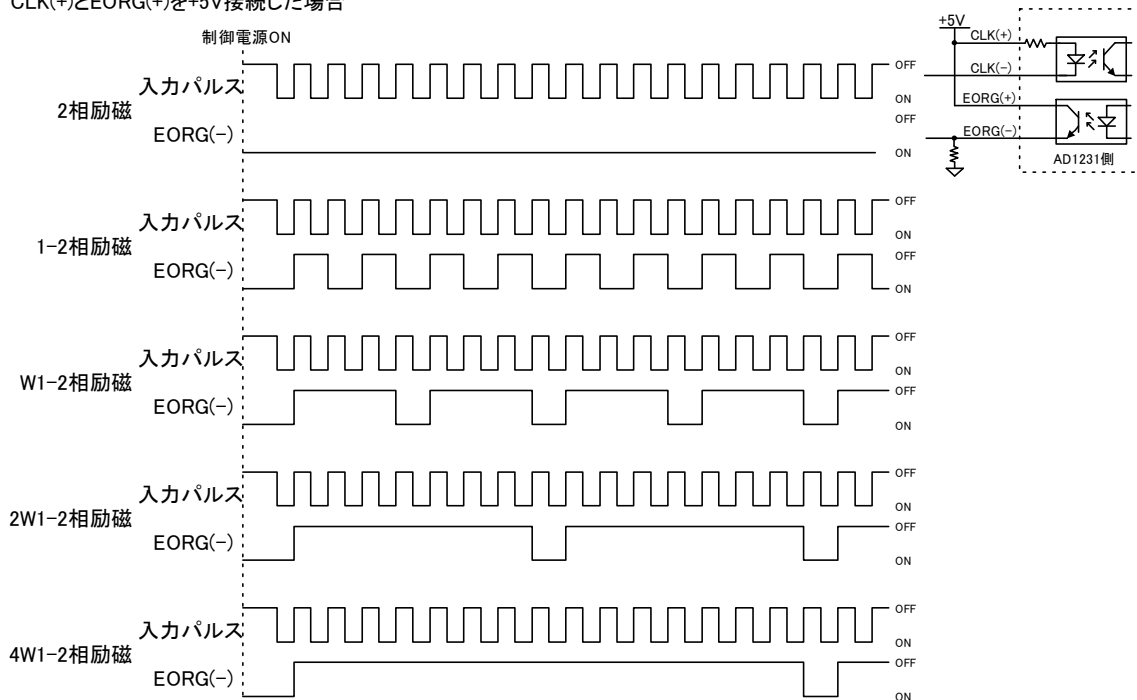 CLK(+)とEORG(+)を+5V接続した場合
制御電源ON
2相励磁
入力パルス
OFF
ON
EORG(-)
OFF
ON
1-2相励磁
入力パルス
OFF
ON
EORG(-)
OFF
ON
W1-2相励磁
入力パルス
OFF
ON
EORG(-)
OFF
ON
2W1-2相励磁
入力パルス
OFF
ON
EORG(-)
OFF
ON
4W1-2相励磁
入力パルス
OFF
ON
EORG(-)
OFF
ON
+5V
CLK(+)
CLK(-)
EORG(+)
EORG(-)
AD1231側